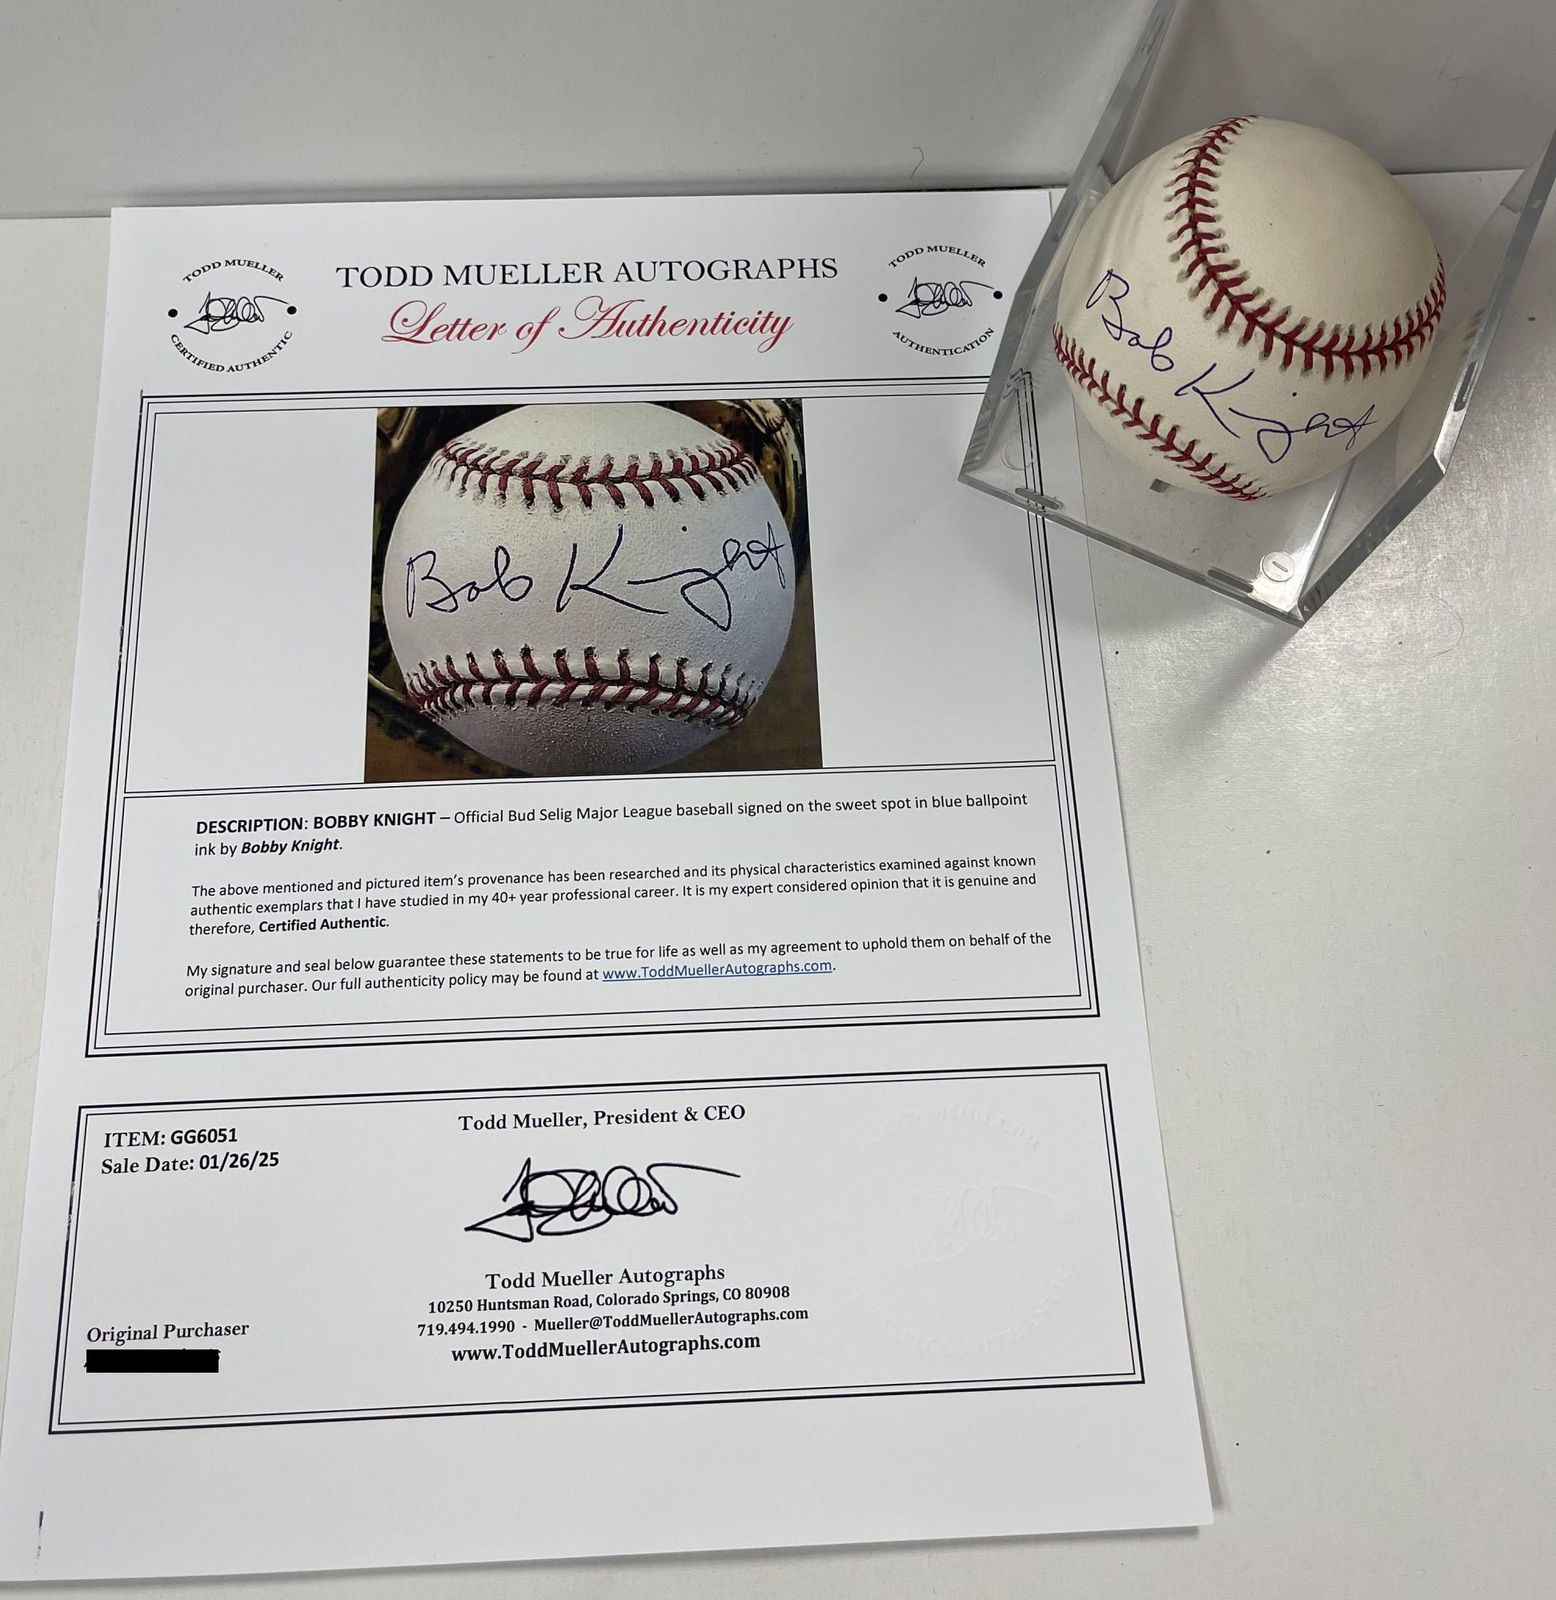 TODD MUELLER
CERTIFIED AUTHENTIC
TODD MUELLER AUTOGRAPHS
Letter of Authenticity
TODD MUELLER
AUTHENTICATION
Bob Knight
Bob Knight
DESCRIPTION: BOBBY KNIGHT – Official Bud Selig Major League baseball signed on the sweet spot in blue ballpoint
ink by Bobby Knight.
The above mentioned and pictured item's provenance has been researched and its physical characteristics examined against known
authentic exemplars that I have studied in my 40+ year professional career. It is my expert considered opinion that it is genuine and
therefore, Certified Authentic.
My signature and seal below guarantee these statements to be true for life as well as my agreement to uphold them on behalf of the
original purchaser. Our full authenticity policy may be found at www.ToddMuellerAutographs.com.
ITEM: GG6051
Sale Date: 01/26/25
Todd Mueller, President & CEO
Todd Mueller Autographs
10250 Huntsman Road, Colorado Springs, CO 80908
719.494.1990 - Mueller@ToddMuellerAutographs.com
www.ToddMuellerAutographs.com
Original Purchaser